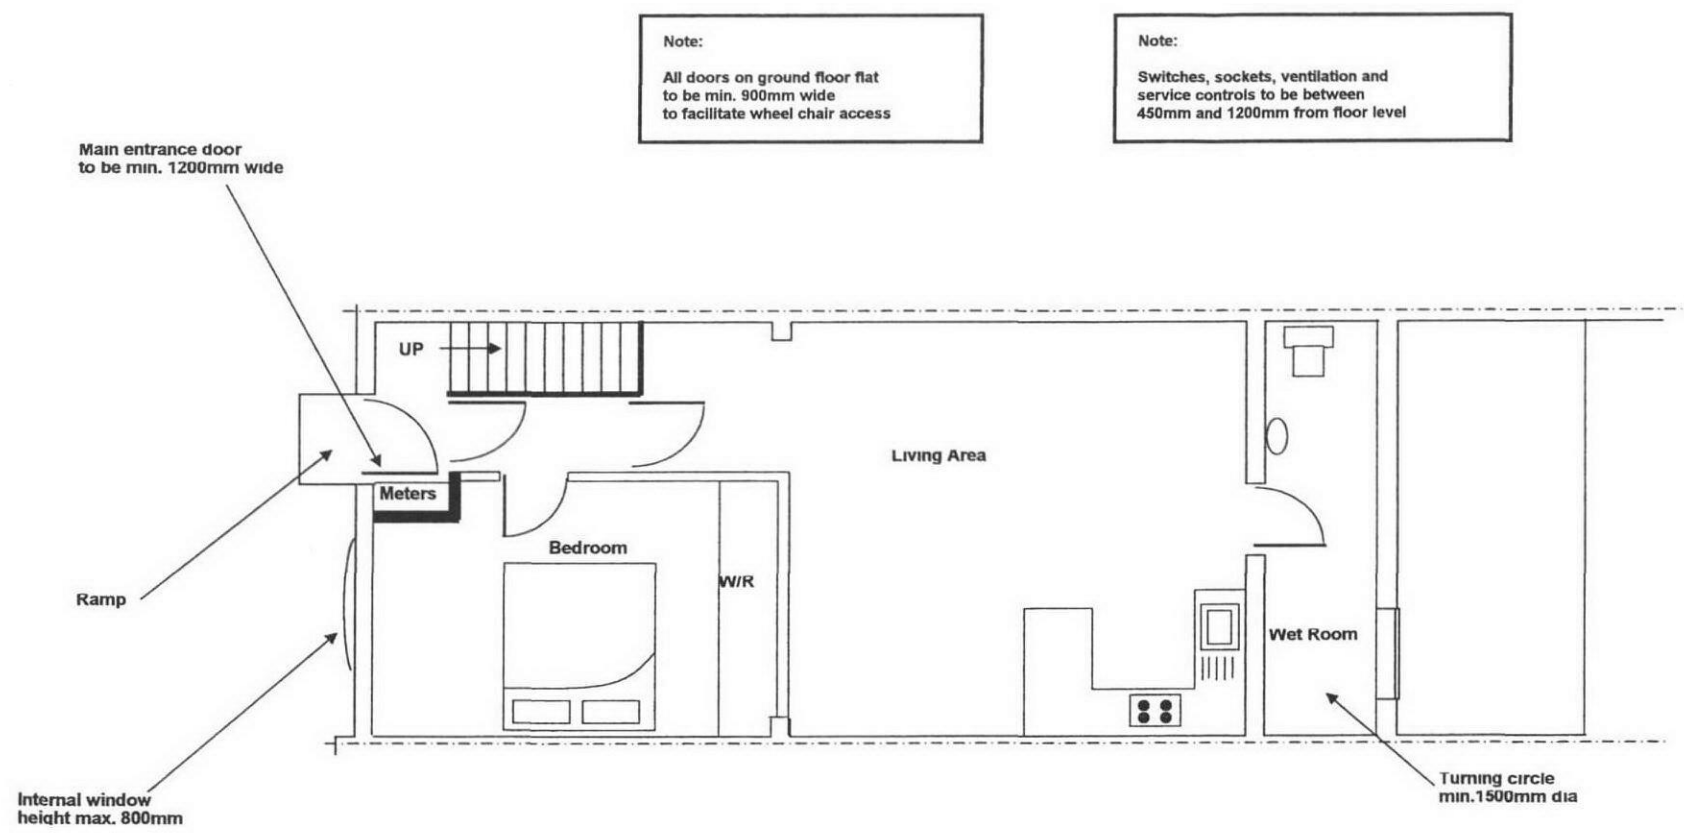 Note:
All doors on ground floor flat
to be min. 900mm wide
to facilitate wheel chair access
Note:
Switches, sockets, ventilation and
service controls to be between
450mm and 1200mm from floor level
Main entrance door
to be min. 1200mm wide
UP
Living Area
Meters
Bedroom
W/R
Ramp
Wet Room
Turning circle
min.1500mm dia
Internal window
height max. 800mm